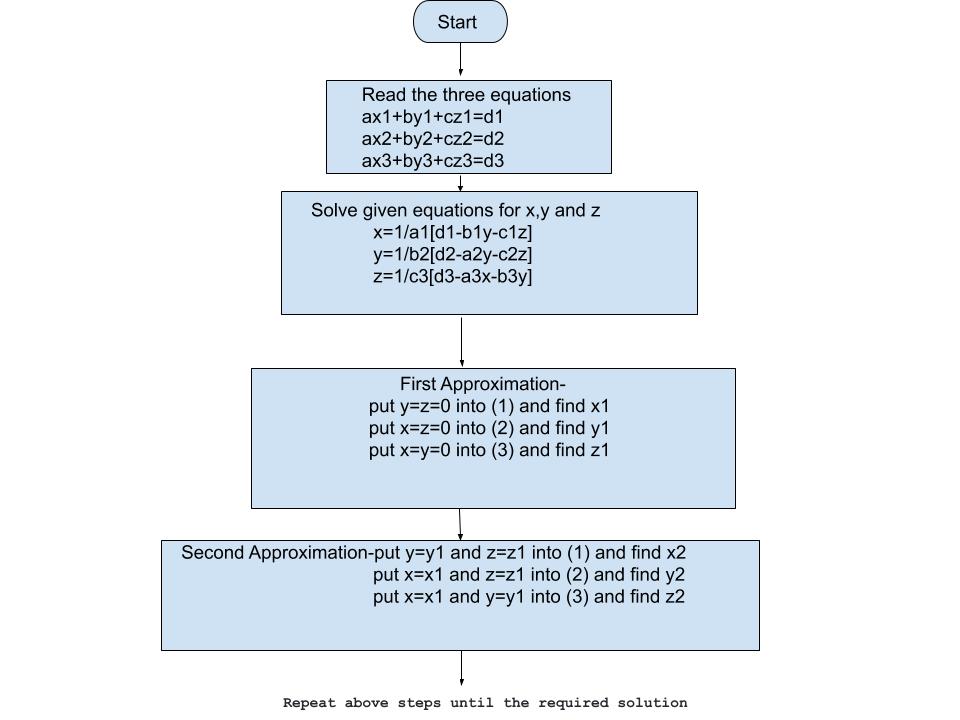 Start
Read the three equations
ax1+by1+cz1=d1
ax2+by2+cz2=d2
ax3+by3+cz3=d3
Solve given equations for x,y and z
x=1/a1[d1-b1y-c1z]
y=1/b2[d2-a2y-c2z]
z=1/c3[d3-a3x-b3y]
First Approximation-
put y=z=0 into (1) and find x1
put x=z=0 into (2) and find y1
put x=y=0 into (3) and find z1
Second Approximation-put y=y1 and z=z1 into (1) and find x2
put x=x1 and z=z1 into (2) and find y2
put x=x1 and y=y1 into (3) and find z2
Repeat above steps until the required solution